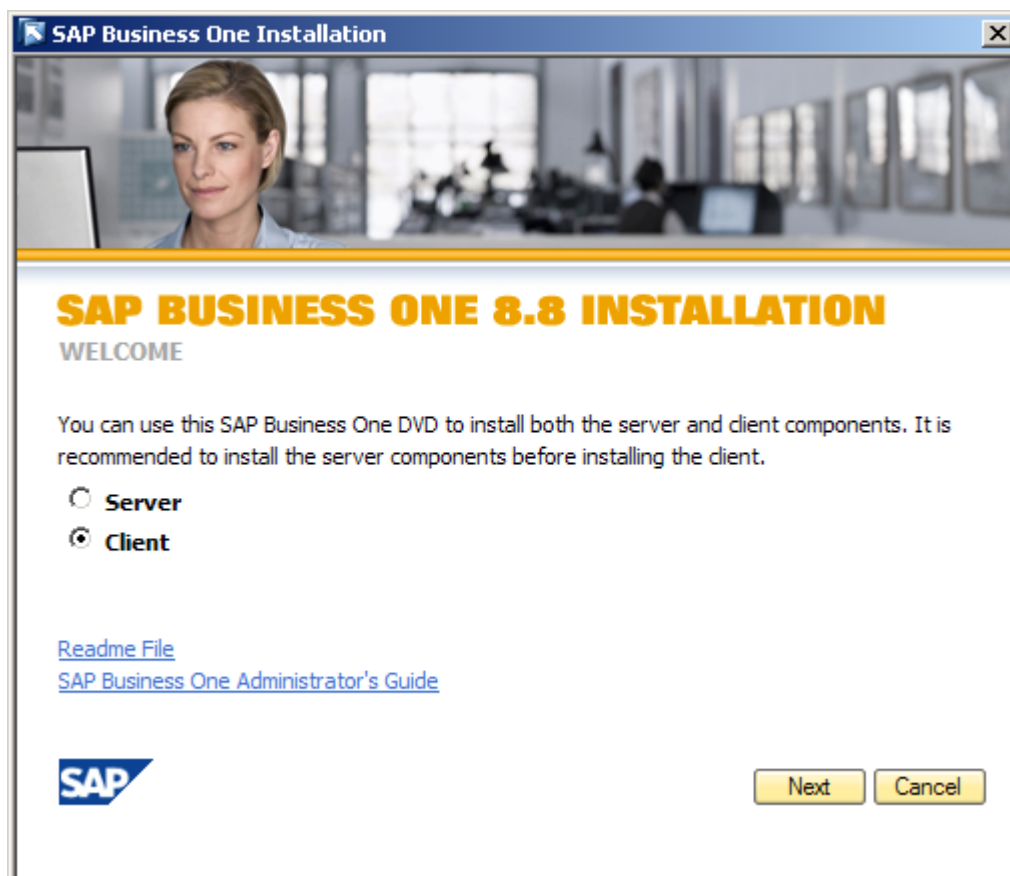 SAP Business One Installation
SAP BUSINESS ONE 8.8 INSTALLATION
WELCOME
You can use this SAP Business One DVD to install both the server and client components. It is
recommended to install the server components before installing the client.
Server
Client
Readme File
SAP Business One Administrator's Guide
SAP
Next Cancel